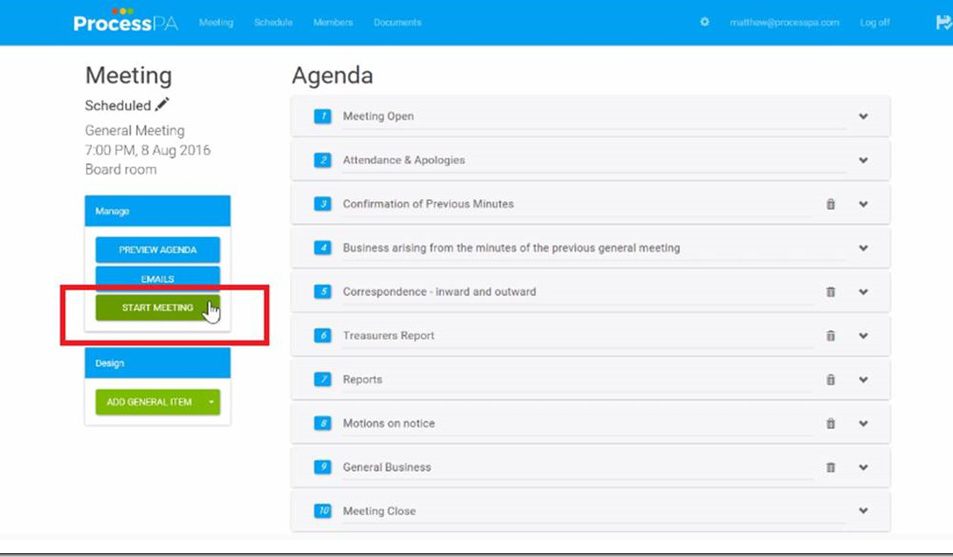 ProcessPA
Meeting Schedule Members Documents matthew@processpa.com Log off
Meeting
Scheduled
General Meeting
7:00 PM, 8 Aug 2016
Board room
Manage
PREVIEW AGENDA
EMAILS
START MEETING
Design
ADD GENERAL ITEM
Agenda
1 Meeting Open
2 Attendance & Apologies
3 Confirmation of Previous Minutes
4 Business arising from the minutes of the previous general meeting
5 Correspondence - inward and outward
6 Treasurers Report
7 Reports
8 Motions on notice
9 General Business
10 Meeting Close